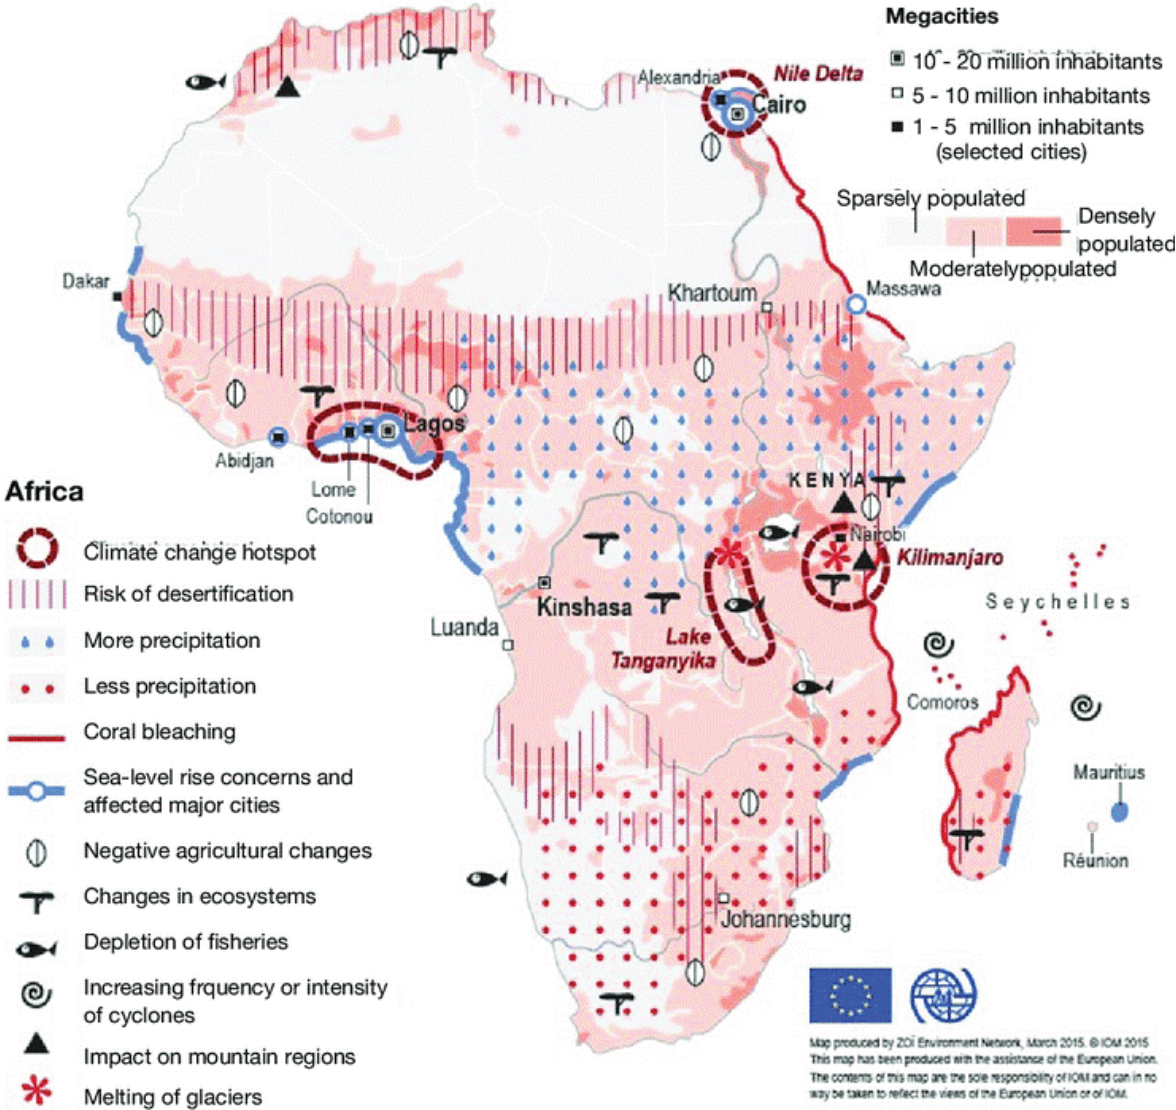 Megacities
10 - 20 million inhabitants
5 - 10 million inhabitants
1 - 5 million inhabitants
(selected cities)
Sparsely populated
Densely
populated
Moderatelypopulated
Alexandria
Nile Delta
Cairo
Dakar
Khartoum
Massawa
Lagos
Abidjan
Lome
Cotonou
KENYA
Nairobi
Kilimanjaro
Kinshasa
Luanda
Lake
Tanganyika
Seychelles
Comoros
Mauritius
Réunion
Johannesburg
Africa
Climate change hotspot
Risk of desertification
More precipitation
Less precipitation
Coral bleaching
Sea-level rise concerns and
affected major cities
Negative agricultural changes
Changes in ecosystems
Depletion of fisheries
Increasing frquency or intensity
of cyclones
Impact on mountain regions
Melting of glaciers
Map produced by ZOÏ Environment Network, March 2015. © IOM 2015
This map has been produced with the assistance of the European Union.
The contents of this map are the sole responsibility of IOM and can in no
way be taken to reflect the views of the European Union or of IOM.